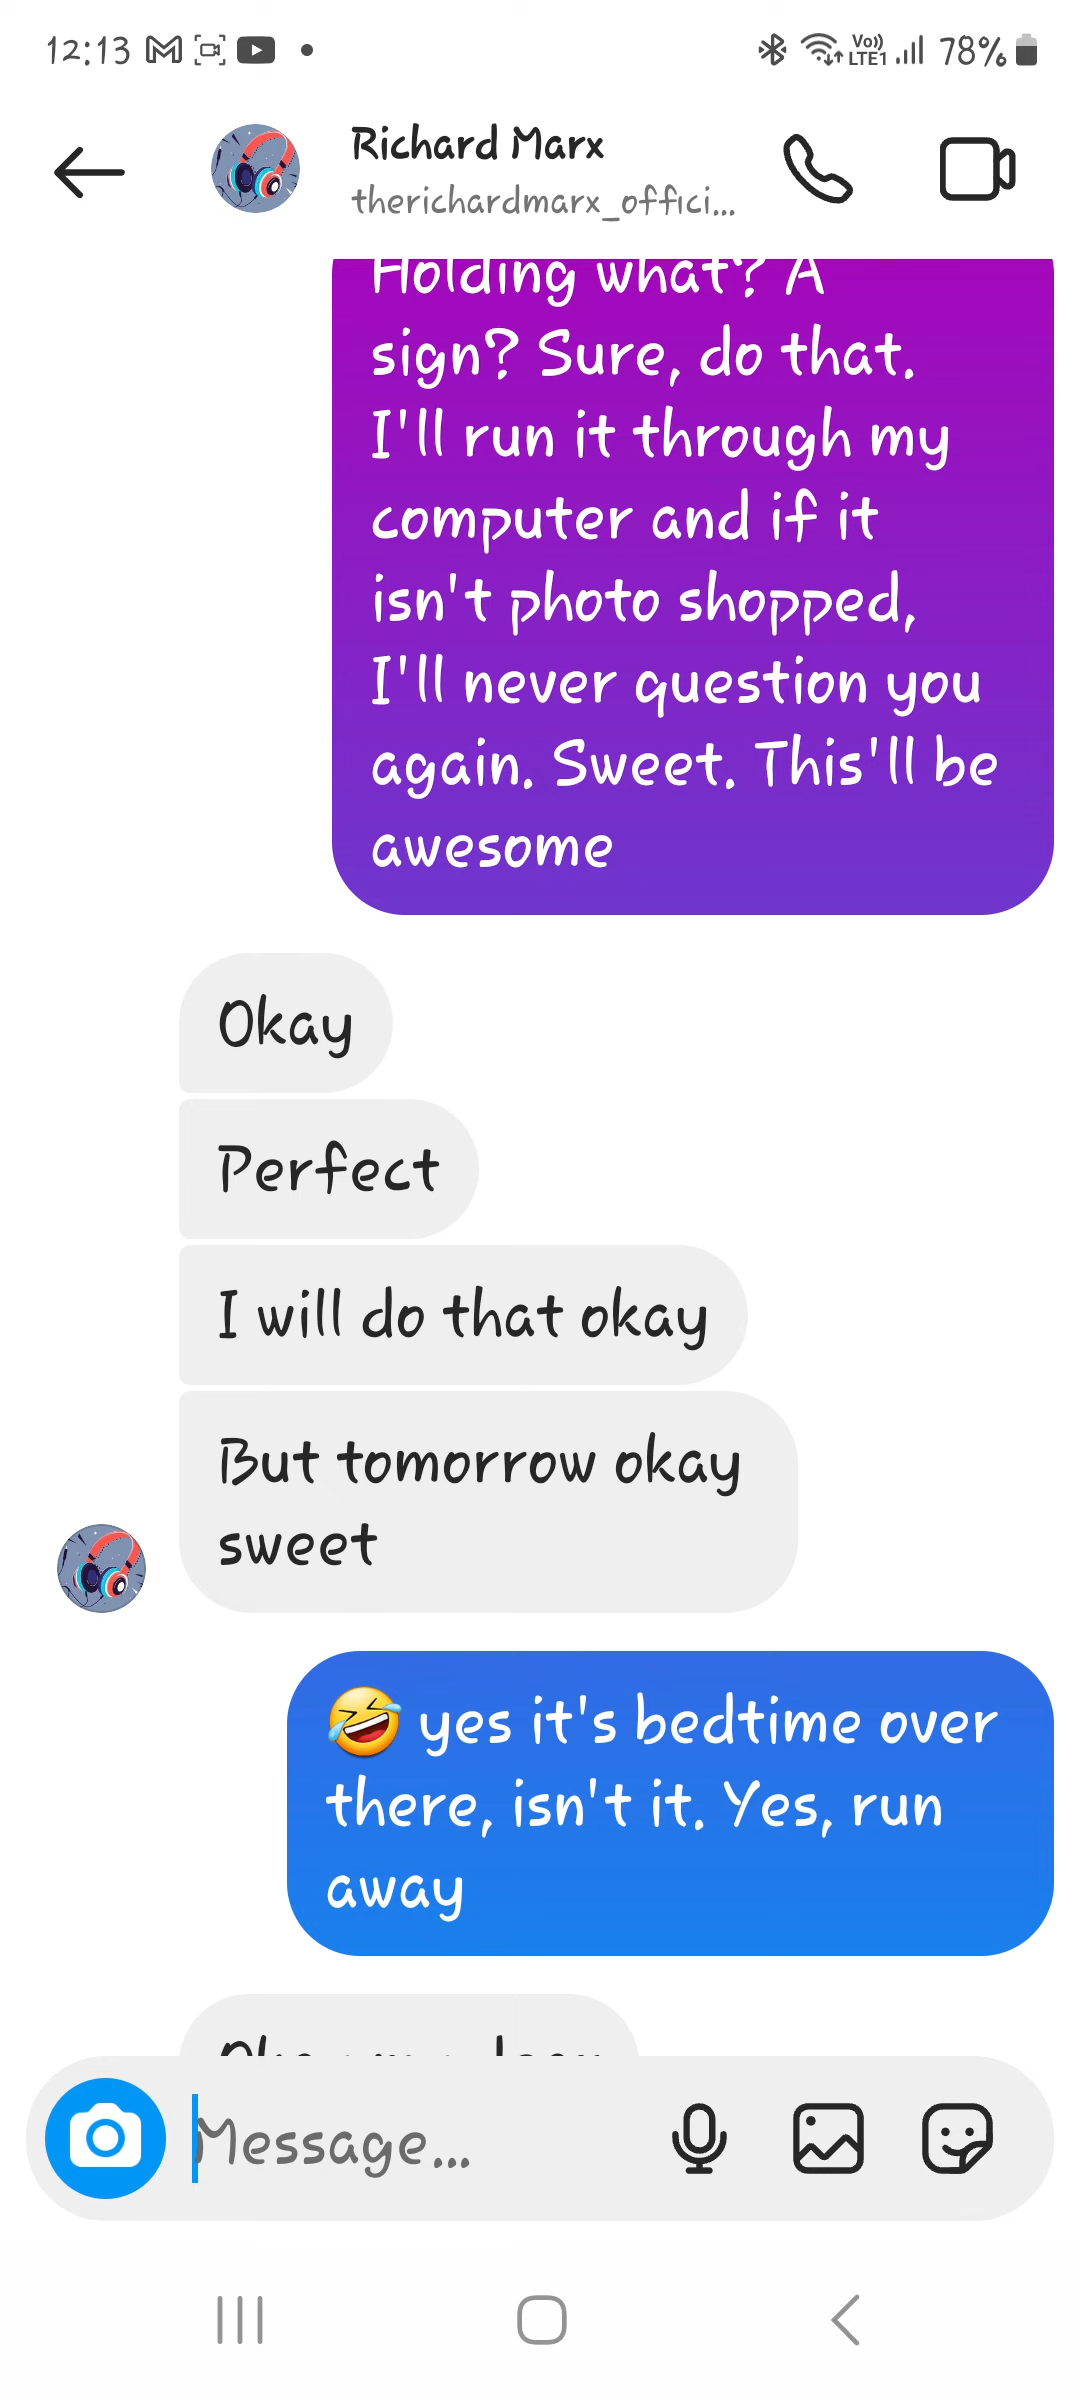 12:13
Vo)) LTE1 78%
Richard Marx
therichardmarx_offici...
Holding what? A
sign? Sure, do that.
I'll run it through my
computer and if it
isn't photo shopped,
I'll never question you
again. Sweet. This'll be
awesome
Okay
Perfect
I will do that okay
But tomorrow okay
sweet
🤣 yes it's bedtime over
there, isn't it. Yes, run
away
Message...